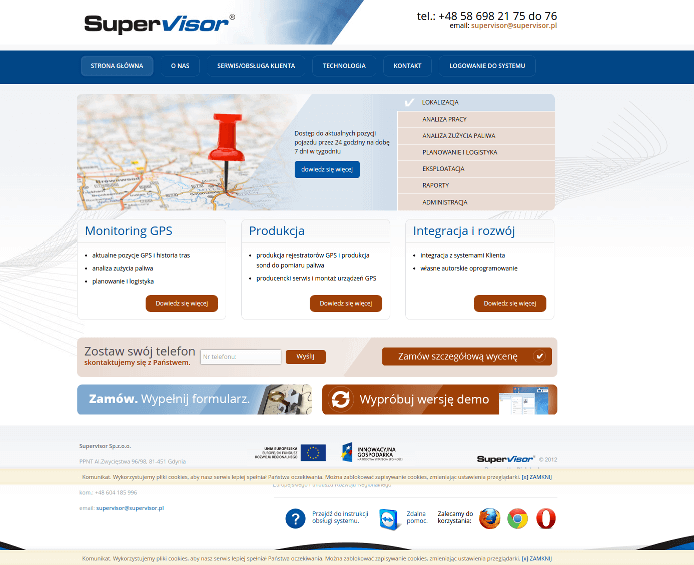 SuperVisor®
tel.: +48 58 698 21 75 do 76
email: supervisor@supervisor.pl
STRONA GŁÓWNA
O NAS
SERWIS/OBSŁUGA KLIENTA
TECHNOLOGIA
KONTAKT
LOGOWANIE DO SYSTEMU
Dostęp do aktualnych pozycji
pojazdu przez 24 godziny na dobę
7 dni w tygodniu
dowiedz się więcej
LOKALIZACJA
ANALIZA PRACY
ANALIZA ZUŻYCIA PALIWA
PLANOWANIE I LOGISTYKA
EKSPLOATACJA
RAPORTY
ADMINISTRACJA
Monitoring GPS
aktualne pozycje GPS i historia tras
analiza zużycia paliwa
planowanie i logistyka
Dowiedz się więcej
Produkcja
produkcja rejestratorów GPS i produkcja
sond do pomiaru paliwa
producencki serwis i montaż urządzeń GPS
Dowiedz się więcej
Integracja i rozwój
integracja z systemami Klienta
własne autorskie oprogramowanie
Dowiedz się więcej
Zostaw swój telefon
skontaktujemy się z Państwem.
Nr telefonu:
Wyślij
Zamów szczegółową wycenę
Zamów. Wypełnij formularz.
Wypróbuj wersję demo
Supervisor Sp.z.o.o.
PPNT Al.Zwycięstwa 96/98, 81-451 Gdynia
UNIA EUROPEJSKA
EUROPEJSKI FUNDUSZ
ROZWOJU REGIONALNEGO
INNOWACYJNA
GOSPODARKA
SuperVisor® © 2012
Komunikat. Wykorzystujemy pliki cookies, aby nasz serwis lepiej spełniał Państwa oczekiwania. Można zablokować zapisywanie cookies, zmieniając ustawienia przeglądarki. [x] ZAMKNIJ
kom.: +48 604 185 996
email: supervisor@supervisor.pl
Przejdź do instrukcji
obsługi systemu.
Zdalna
pomoc
Zalecamy do
korzystania:
Komunikat. Wykorzystujemy pliki cookies, aby nasz serwis lepiej spełniał Państwa oczekiwania. Można zablokować zapisywanie cookies, zmieniając ustawienia przeglądarki. [x] ZAMKNIJ